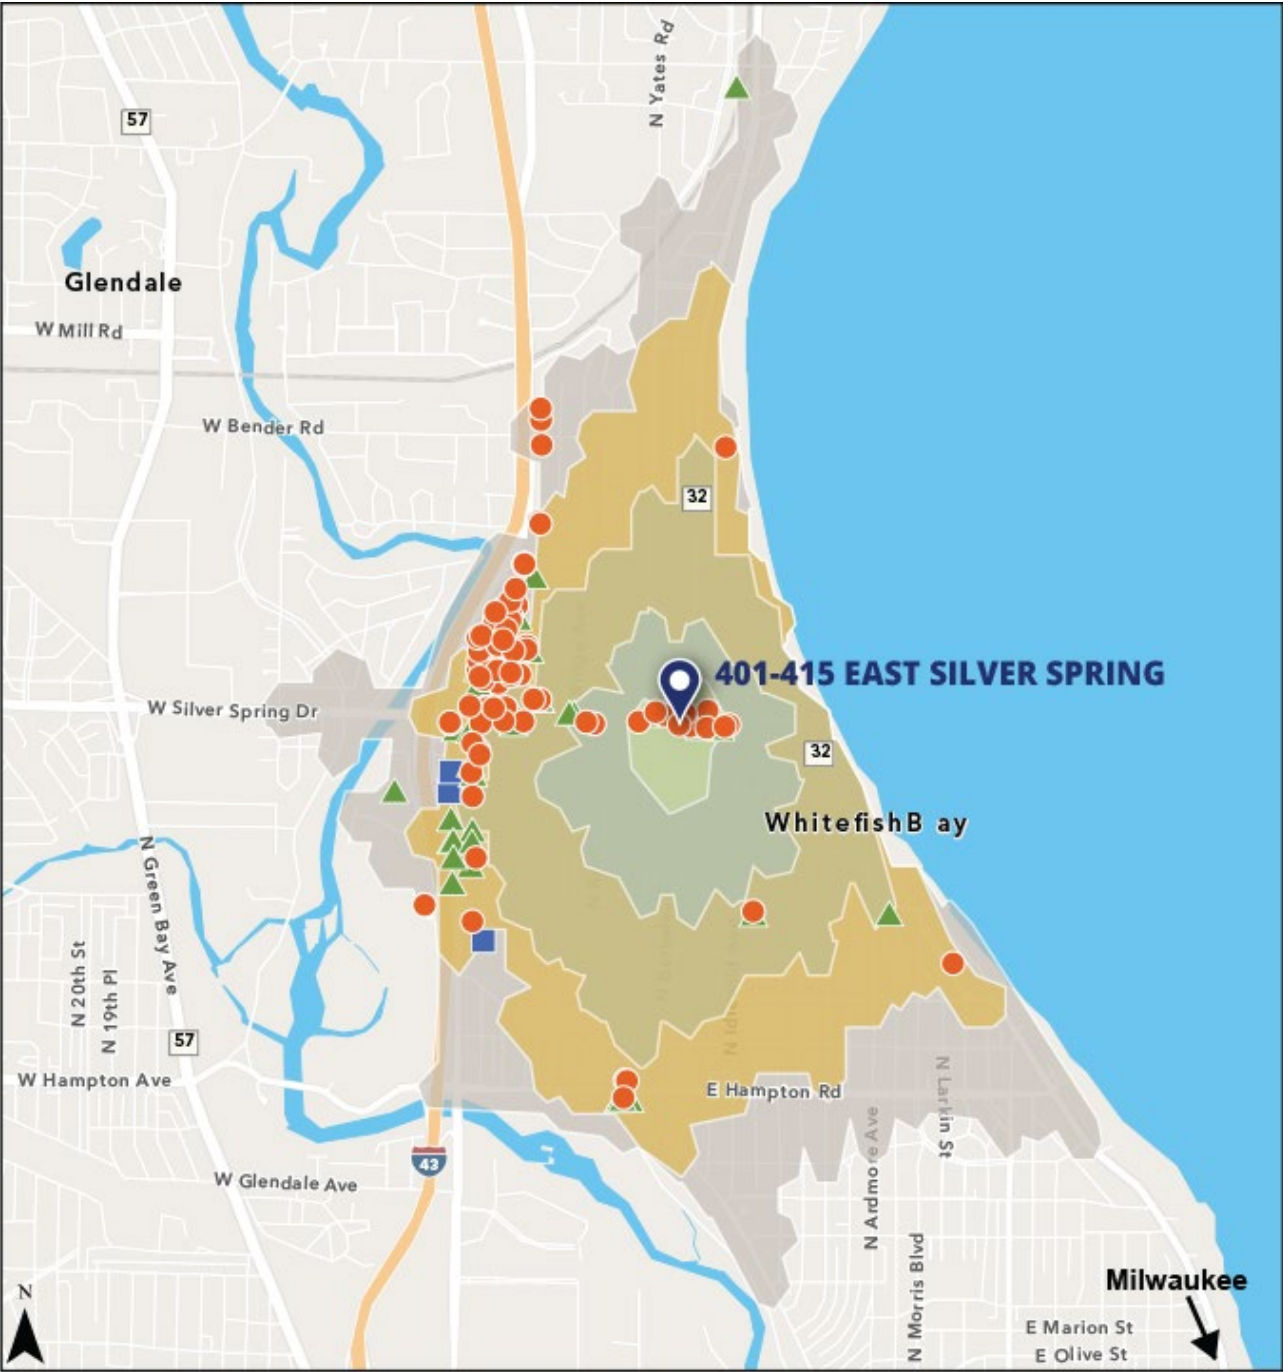 N Yates Rd
57
Glendale
W Mill Rd
W Bender Rd
32
401-415 EAST SILVER SPRING
W Silver Spring Dr
32
WhitefishB ay
N Green Bay Ave
N 20th St
N 19th Pl
57
W Hampton Ave
E Hampton Rd
N Larkin St
N Ardmore Ave
43
W Glendale Ave
N Morris Blvd
Milwaukee
N
E Marion St
E Olive St